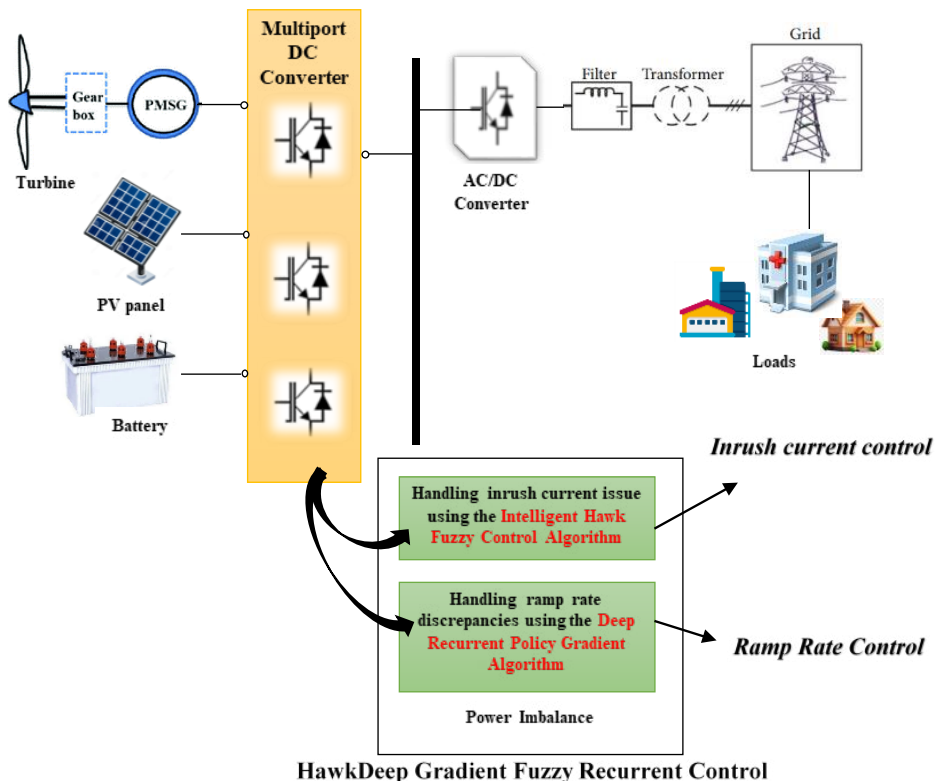 Multiport
DC
Converter
Grid
Filter
Transformer
Gear
box
PMSG
Turbine
AC/DC
Converter
PV panel
Loads
Battery
Inrush current control
Handling inrush current issue
using the Intelligent Hawk
Fuzzy Control Algorithm
Handling ramp rate
discrepancies using the Deep
Recurrent Policy Gradient
Algorithm
Ramp Rate Control
Power Imbalance
HawkDeep Gradient Fuzzy Recurrent Control